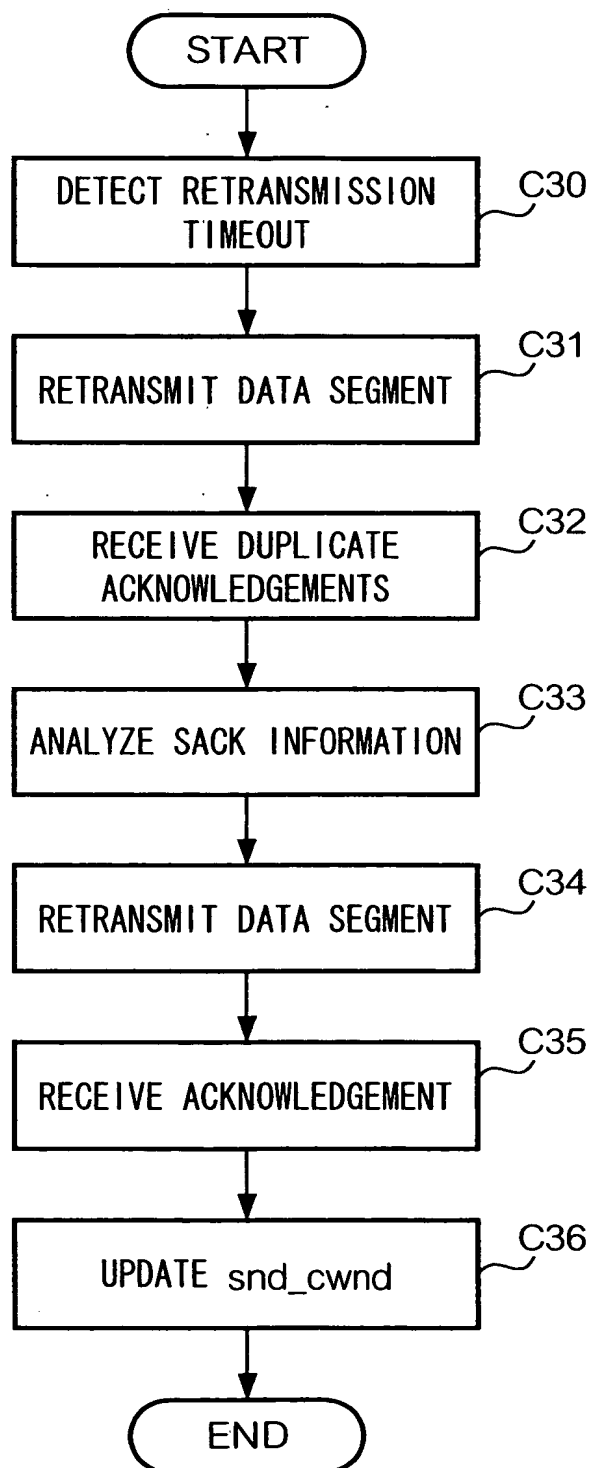 START
DETECT RETRANSMISSION
TIMEOUT
C30
RETRANSMIT DATA SEGMENT
C31
RECEIVE DUPLICATE
ACKNOWLEDGEMENTS
C32
ANALYZE SACK INFORMATION
C33
RETRANSMIT DATA SEGMENT
C34
RECEIVE ACKNOWLEDGEMENT
C35
UPDATE snd_cwnd
C36
END